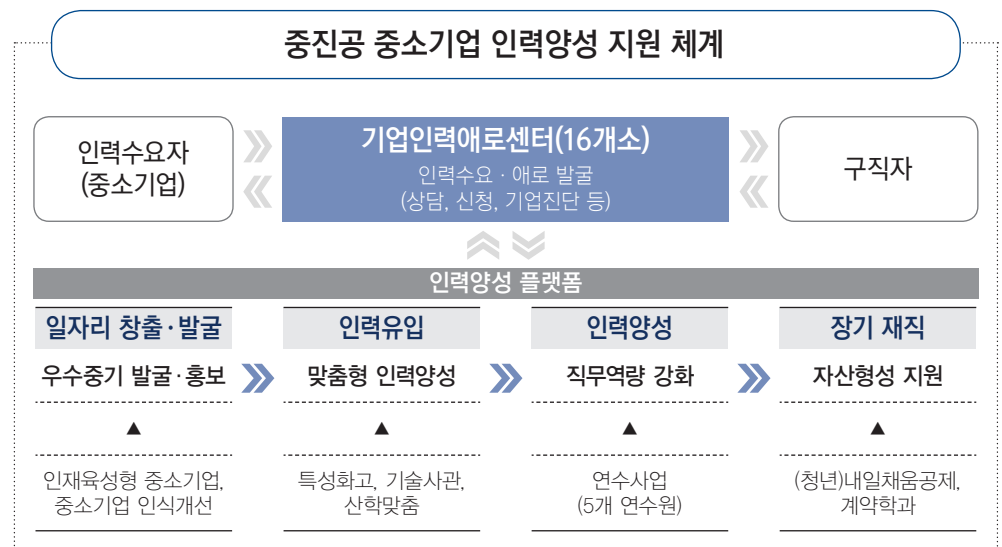 중진공 중소기업 인력양성 지원 체계
인력수요자
(중소기업)
기업인력애로센터(16개소)
인력수요 · 애로 발굴
(상담, 신청, 기업진단 등)
구직자
인력양성 플랫폼
일자리 창출·발굴
우수중기 발굴·홍보
▲
인재육성형 중소기업,
중소기업 인식개선
인력유입
맞춤형 인력양성
▲
특성화고, 기술사관,
산학맞춤
인력양성
직무역량 강화
▲
연수사업
(5개 연수원)
장기 재직
자산형성 지원
▲
(청년)내일채움공제,
계약학과